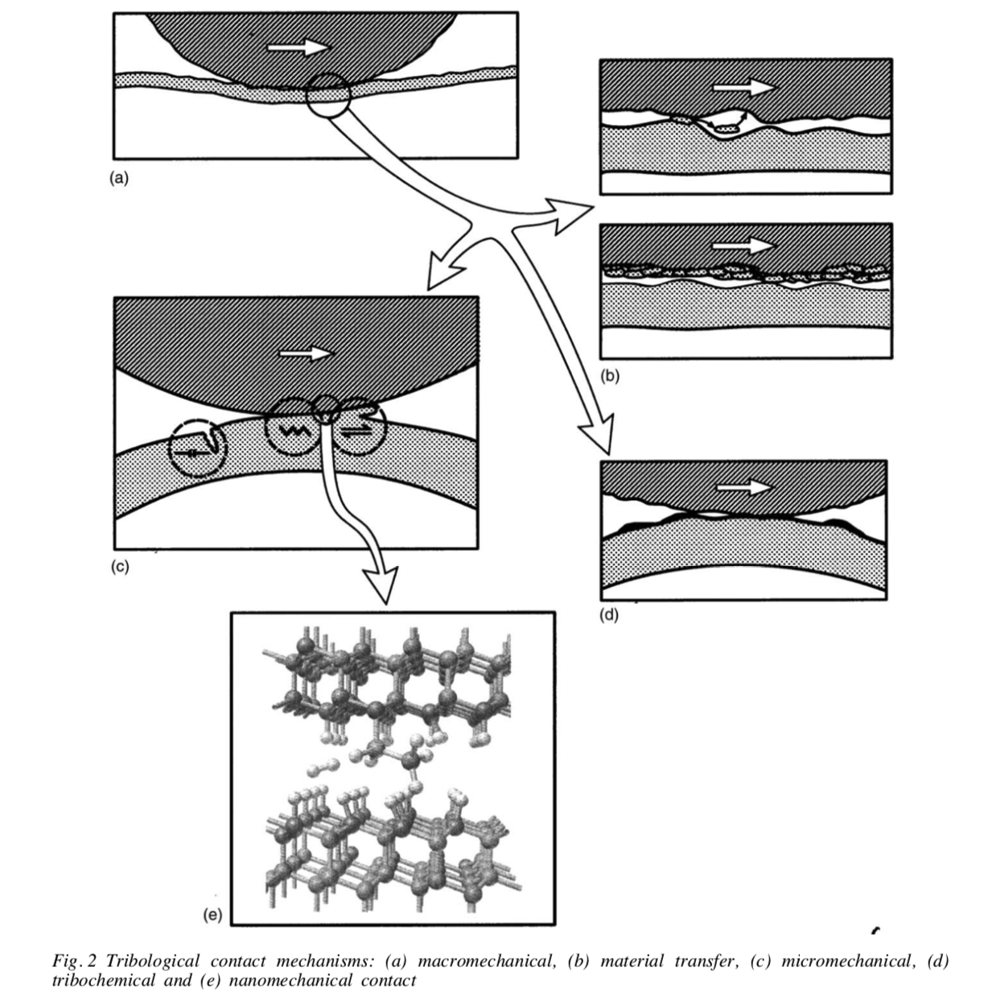 (a)
(b)
(c)
(d)
(e)
Fig. 2 Tribological contact mechanisms: (a) macromechanical, (b) material transfer, (c) micromechanical, (d)
tribochemical and (e) nanomechanical contact